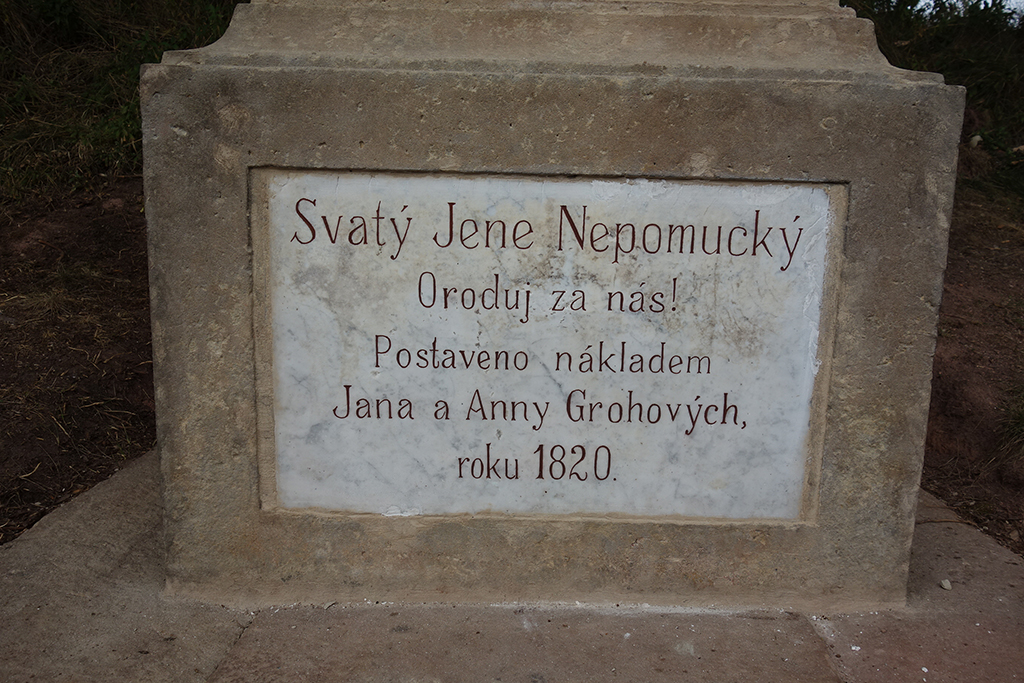 Svatý Jene Nepomucký
Oroduj za nás!
Postaveno nákladem
Jana a Anny Grohových,
roku 1820.